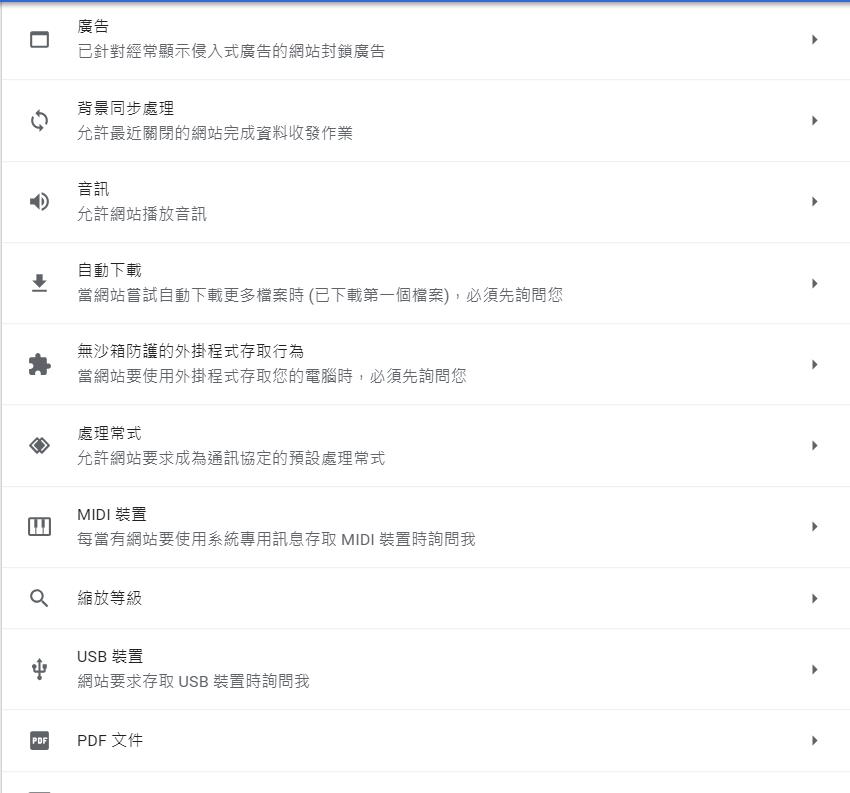 廣告
已針對經常顯示侵入式廣告的網站封鎖廣告
背景同步處理
允許最近關閉的網站完成資料收發作業
音訊
允許網站播放音訊
自動下載
當網站嘗試自動下載更多檔案時 (已下載第一個檔案)，必須先詢問您
無沙箱防護的外掛程式存取行為
當網站要使用外掛程式存取您的電腦時，必須先詢問您
處理常式
允許網站要求成為通訊協定的預設處理常式
MIDI 裝置
每當有網站要使用系統專用訊息存取 MIDI 裝置時詢問我
縮放等級
USB 裝置
網站要求存取 USB 裝置時詢問我
PDF PDF 文件